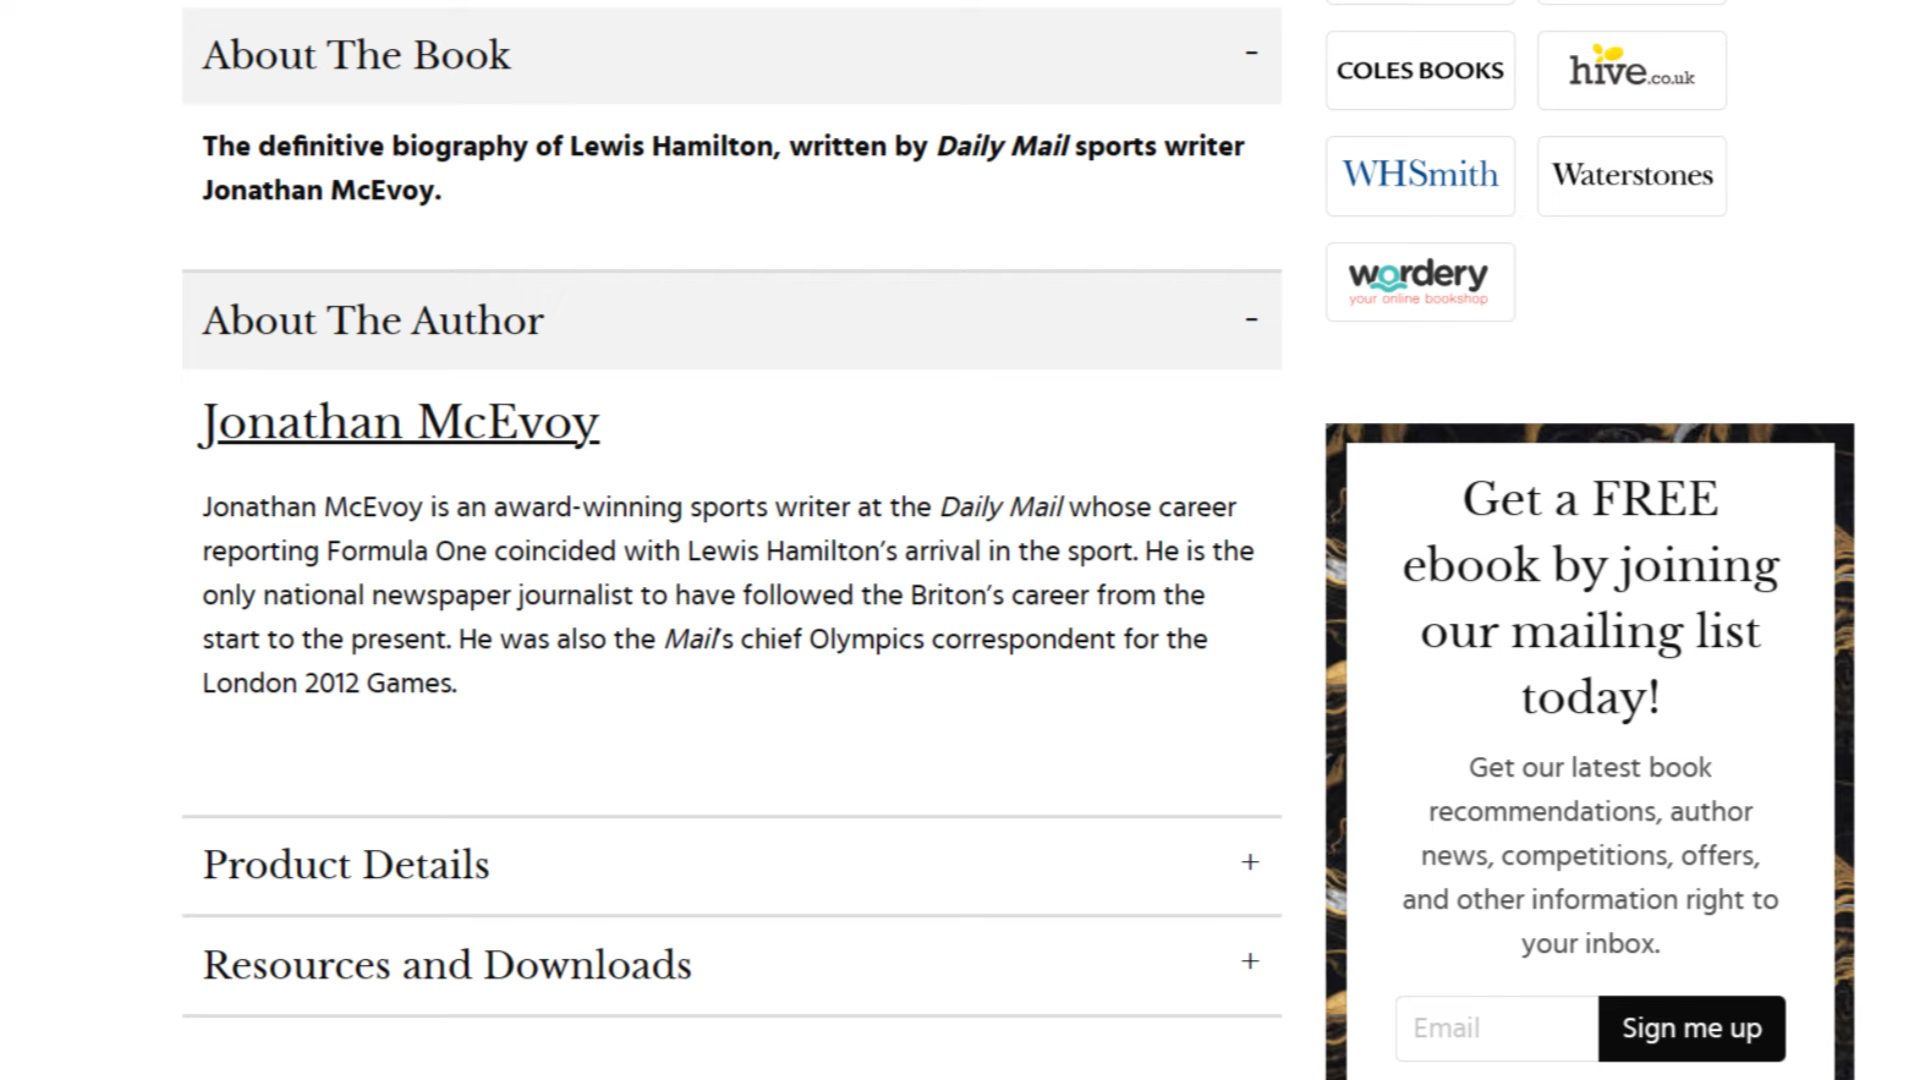 About The Book
-
The definitive biography of Lewis Hamilton, written by Daily Mail sports writer
Jonathan McEvoy.
About The Author
-
Jonathan McEvoy
Jonathan McEvoy is an award-winning sports writer at the Daily Mail whose career
reporting Formula One coincided with Lewis Hamilton’s arrival in the sport. He is the
only national newspaper journalist to have followed the Briton’s career from the
start to the present. He was also the Mail’s chief Olympics correspondent for the
London 2012 Games.
Product Details
+
Resources and Downloads
+
COLES BOOKS
hive.co.uk
WHSmith
Waterstones
wordery
your online bookshop
Get a FREE
ebook by joining
our mailing list
today!
Get our latest book
recommendations, author
news, competitions, offers,
and other information right to
your inbox.
Email
Sign me up